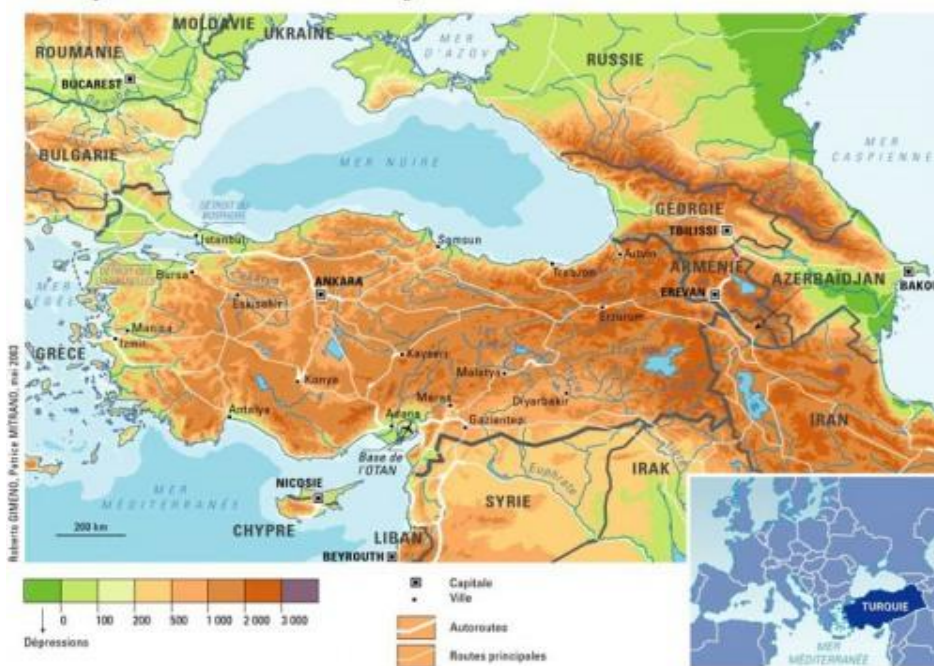 MOLDAVIE
UKRAINE
ROUMANIE
MER
D'AZOV
RUSSIE
BUCAREST
MER
CASPIENNE
BULGARIE
MER NOIRE
GÉORGIE
DÉTROIT DU
BOSPHORE
TBILISSI
Istanbul
Samsun
Trabzon
Artvin
ARMÉNIE
AZERBAÏDJAN
Bursa
ANKARA
EREVAN
BAKOU
MER
ÉGÉE
Eskisehir
Erzurum
Manisa
Izmir
GRÈCE
Kayseri
Malatya
Konya
Maras
Diyarbakir
IRAN
Antalya
Adana
Gaziantep
Base de
l'OTAN
IRAK
Euphrate
NICOSIE
SYRIE
MER
MÉDITERRANÉE
CHYPRE
200 km
LIBAN
BEYROUTH
Roberto GIMENO, Patrice MITRANO, mai 2003
TURQUIE
MER
MÉDITERRANÉE
0 100 200 500 1 000 2 000 3 000
Dépressions
Capitale
Ville
Autoroutes
Routes principales